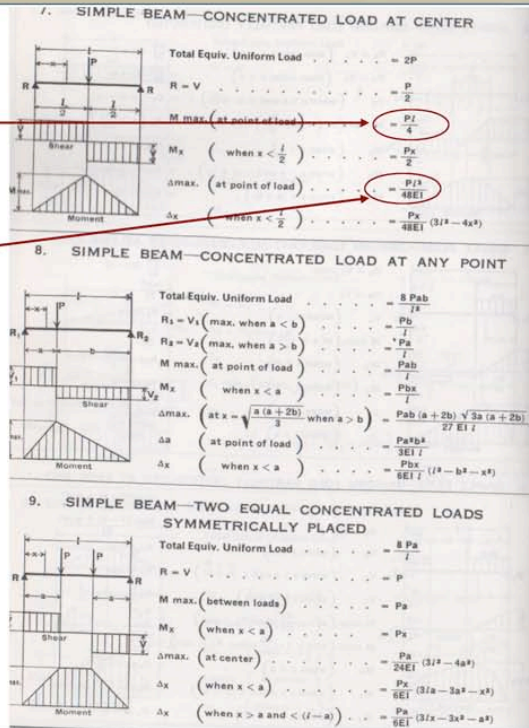 7. SIMPLE BEAM—CONCENTRATED LOAD AT CENTER
Total Equiv. Uniform Load . . . . . = 2P
R = V . . . . . . . . . = P/2
M max. (at point of load) . . . . . = Pl/4
Mx (when x < l/2) . . . . . = Px/2
Δmax. (at point of load) . . . . . = Pl³/48EI
Δx (when x < l/2) . . . . . = Px/48EI (3l² — 4x²)
l
x
P
R
R
l/2
l/2
V
V
Shear
M max.
Moment
8. SIMPLE BEAM—CONCENTRATED LOAD AT ANY POINT
Total Equiv. Uniform Load . . . . . = 8 Pab/l²
R₁ = V₁ (max. when a < b) . . . . . = Pb/l
R₂ = V₂ (max. when a > b) . . . . . = Pa/l
M max. (at point of load) . . . . . = Pab/l
Mx (when x < a) . . . . . = Pbx/l
Δmax. (at x = √a (a + 2b)/3 when a > b) = Pab (a + 2b) √3a (a + 2b)/27 EI l
Δa (at point of load) . . . . . = Pa²b²/3EI l
Δx (when x < a) . . . . . = Pbx/6EI l (l² — b² — x²)
l
x
P
R₁
R₂
b
V₂
Shear
Moment
9. SIMPLE BEAM—TWO EQUAL CONCENTRATED LOADS
SYMMETRICALLY PLACED
Total Equiv. Uniform Load . . . . . = 8 Pa/l
R = V . . . . . . . . . = P
M max. (between loads) . . . . . = Pa
Mx (when x < a) . . . . . = Px
Δmax. (at center) . . . . . = Pa/24EI (3l² — 4a²)
Δx (when x < a) . . . . . = Px/6EI (3la — 3a² — x²)
Δx (when x > a and < (l — a)) . . = Pa/6EI (3lx — 3x² — a²)
l
x
P
P
R
R
a
a
V
Shear
Moment